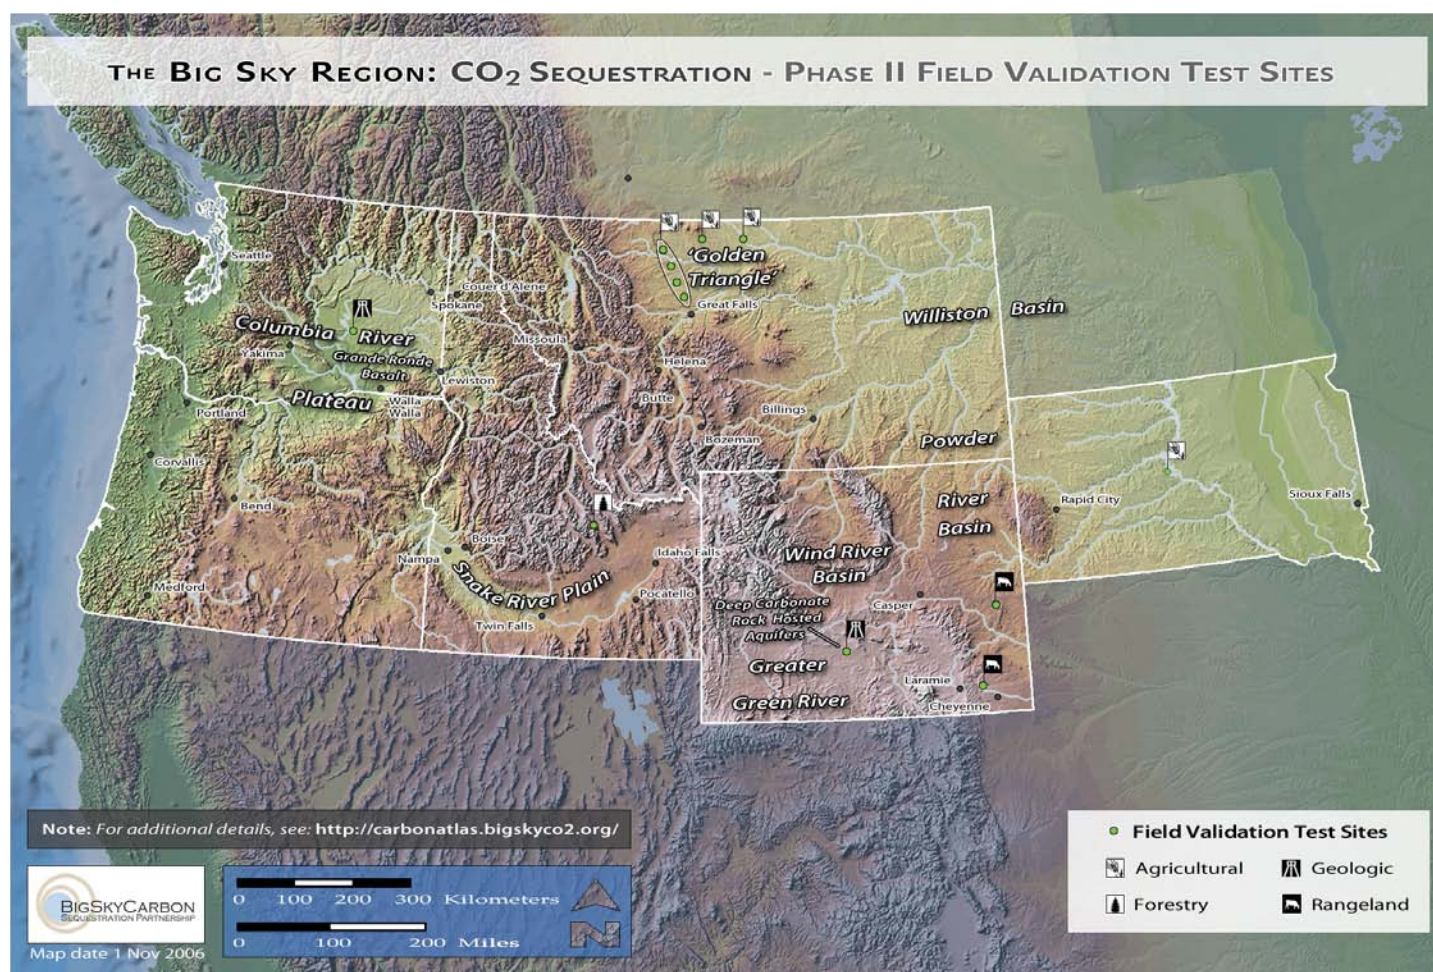 THE BIG SKY REGION: CO2 SEQUESTRATION - PHASE II FIELD VALIDATION TEST SITES
Seattle
'Golden
Triangle'
Couer d'Alene
Spokane
Great Falls
Williston Basin
Columbia River
Missoula
Yakima
Grande Ronde
Basalt
Helena
Lewiston
Plateau
Walla
Walla
Butte
Portland
Billings
Bozeman
Powder
Corvallis
Bend
River
Basin
Rapid City
Sioux Falls
Boise
Nampa
Idaho Falls
Wind River
Basin
Snake River Plain
Medford
Pocatello
Casper
Deep Carbonate
Rock Hosted
Aquifers
Twin Falls
Greater
Green River
Laramie
Cheyenne
Note: For additional details, see: http://carbonatlas.bigskyco2.org/
BIGSKYCARBON
SEQUESTRATION PARTNERSHIP
Map date 1 Nov 2006
0 100 200 300 Kilometers
0 100 200 Miles
N
Field Validation Test Sites
Agricultural
Geologic
Forestry
Rangeland